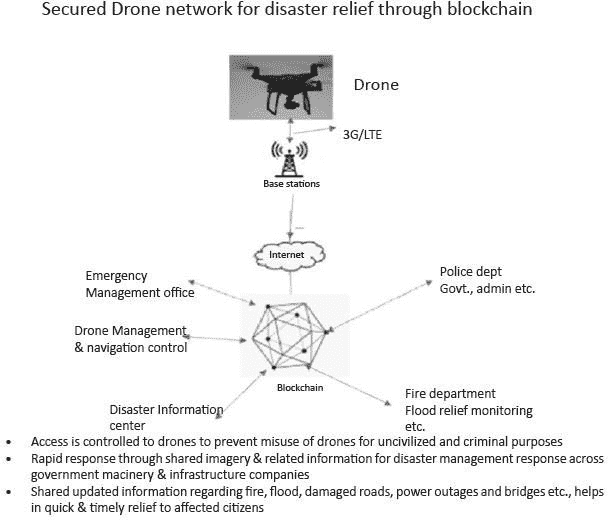 Secured Drone network for disaster relief through blockchain
Drone
3G/LTE
Base stations
Internet
Emergency
Management office
Police dept
Govt., admin etc.
Drone Management
& navigation control
Blockchain
Disaster Information
center
Fire department
Flood relief monitoring
etc.
• Access is controlled to drones to prevent misuse of drones for uncivilized and criminal purposes
• Rapid response through shared imagery & related information for disaster management response across
government macinery & infrastructure companies
• Shared updated information regarding fire, flood, damaged roads, power outages and bridges etc., helps
in quick & timely relief to affected citizens